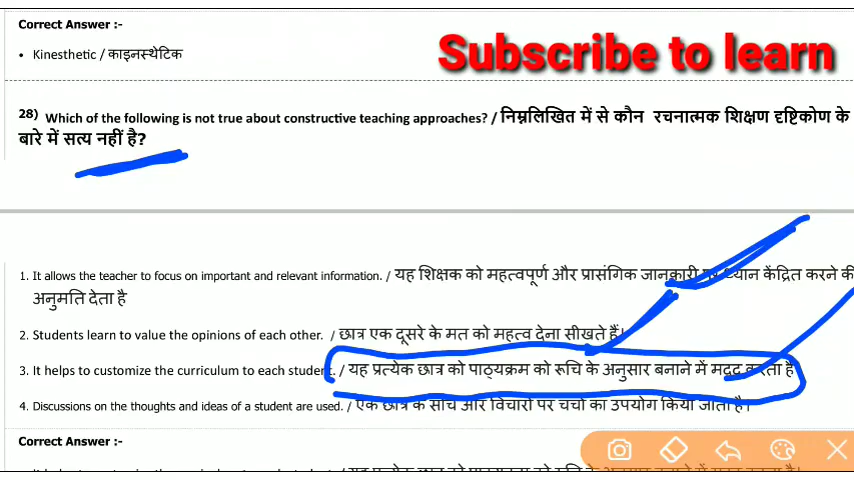 Correct Answer :-
• Kinesthetic / काइनस्थेटिक
Subscribe to learn
28) Which of the following is not true about constructive teaching approaches? / निम्नलिखित में से कौन रचनात्मक शिक्षण दृष्टिकोण के
बारे में सत्य नहीं है?
1. It allows the teacher to focus on important and relevant information. / यह शिक्षक को महत्वपूर्ण और प्रासंगिक जानकारी पर ध्यान केंद्रित करने की
अनुमति देता है
2. Students learn to value the opinions of each other. / छात्र एक दूसरे के मत को महत्व देना सीखते हैं।
3. It helps to customize the curriculum to each student. / यह प्रत्येक छात्र को पाठ्यक्रम को रूचि के अनुसार बनाने में मदद करता है
4. Discussions on the thoughts and ideas of a student are used. / एक छात्र के सोच और विचारों पर चर्चा का उपयोग किया जाता है।
Correct Answer :-